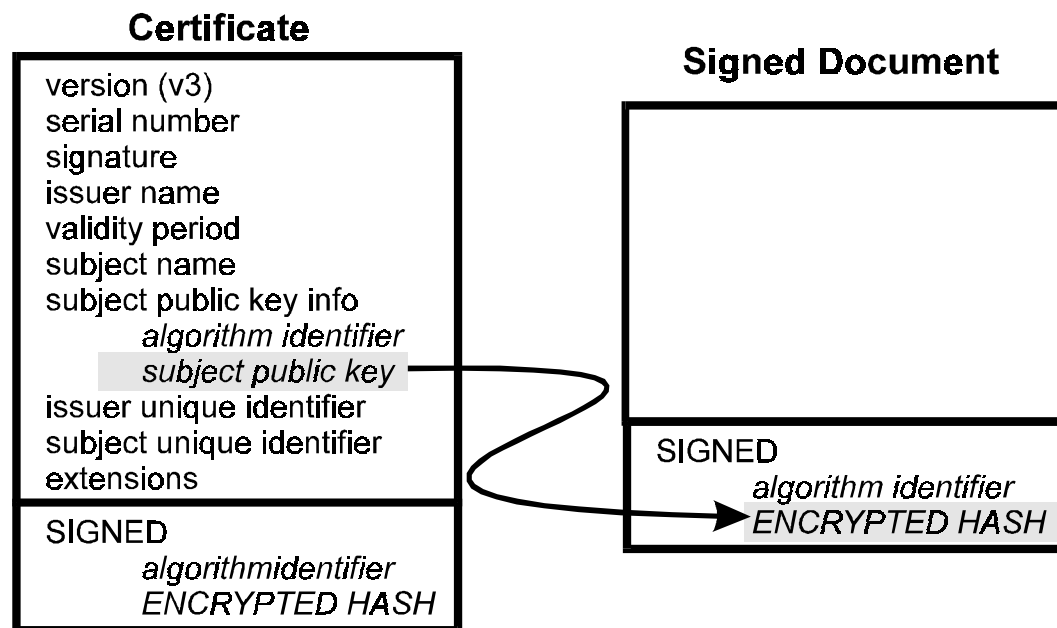 Certificate
version (v3)
serial number
signature
issuer name
validity period
subject name
subject public key info
algorithm identifier
subject public key
issuer unique identifier
subject unique identifier
extensions
SIGNED
algorithmidentifier
ENCRYPTED HASH
Signed Document
SIGNED
algorithm identifier
ENCRYPTED HASH